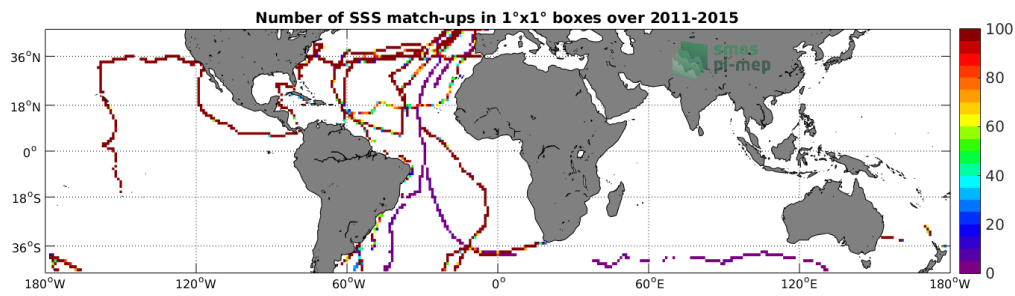 Number of SSS match-ups in 1°x1° boxes over 2011-2015
smos
pi-mep
36°N
18°N
0°
18°S
36°S
180°W 120°W 60°W 0° 60°E 120°E 180°W
100
80
60
40
20
0